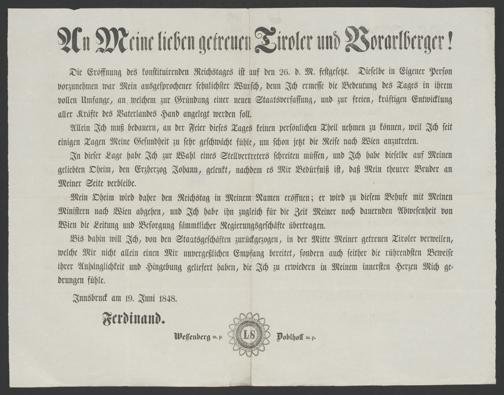 An Meine lieben getreuen Tiroler und Vorarlberger!
Die Eröffnung des konstituirenden Reichstages ist auf den 26. d. M. festgesetzt. Dieselbe in Eigener Person
vorzunehmen war Mein ausgesprochener sehnlichster Wunsch, denn Ich ermesse die Bedeutung des Tages in ihrem
vollen Umfange, an welchem zur Gründung einer neuen Staatsverfassung, und zur freien, kräftigen Entwicklung
aller Kräfte des Vaterlandes Hand angelegt werden soll.
Allein Ich muß bedauern, an der Feier dieses Tages keinen persönlichen Theil nehmen zu können, weil Ich seit
einigen Tagen Meine Gesundheit zu sehr geschwächt fühle, um schon jetzt die Reise nach Wien anzutreten.
In dieser Lage habe Ich zur Wahl eines Stellvertreters schreiten müssen, und Ich habe dieselbe auf Meinen
geliebten Oheim, den Erzherzog Johann, gelenkt, nachdem es Mir Bedürfniß ist, daß Mein theurer Bruder an
Meiner Seite verbleibe.
Mein Oheim wird daher den Reichstag in Meinem Namen eröffnen; er wird zu diesem Behufe mit Meinen
Ministern nach Wien abgehen, und Ich habe ihn zugleich für die Zeit Meiner noch dauernden Abwesenheit von
Wien die Leitung und Besorgung sämmtlicher Regierungsgeschäfte übertragen.
Bis dahin will Ich, von den Staatsgeschäften zurückgezogen, in der Mitte Meiner getreuen Tiroler verweilen,
welche Mir nicht allein einen Mir unvergeßlichen Empfang bereitet, sondern auch seither die rührendsten Beweise
ihrer Anhänglichkeit und Hingebung geliefert haben, die Ich zu erwiedern in Meinem innersten Herzen Mich ge-
drungen fühle.
Innsbruck am 19. Juni 1848.
Ferdinand.
Wessenberg m. p. LS Doblhoff m. p.